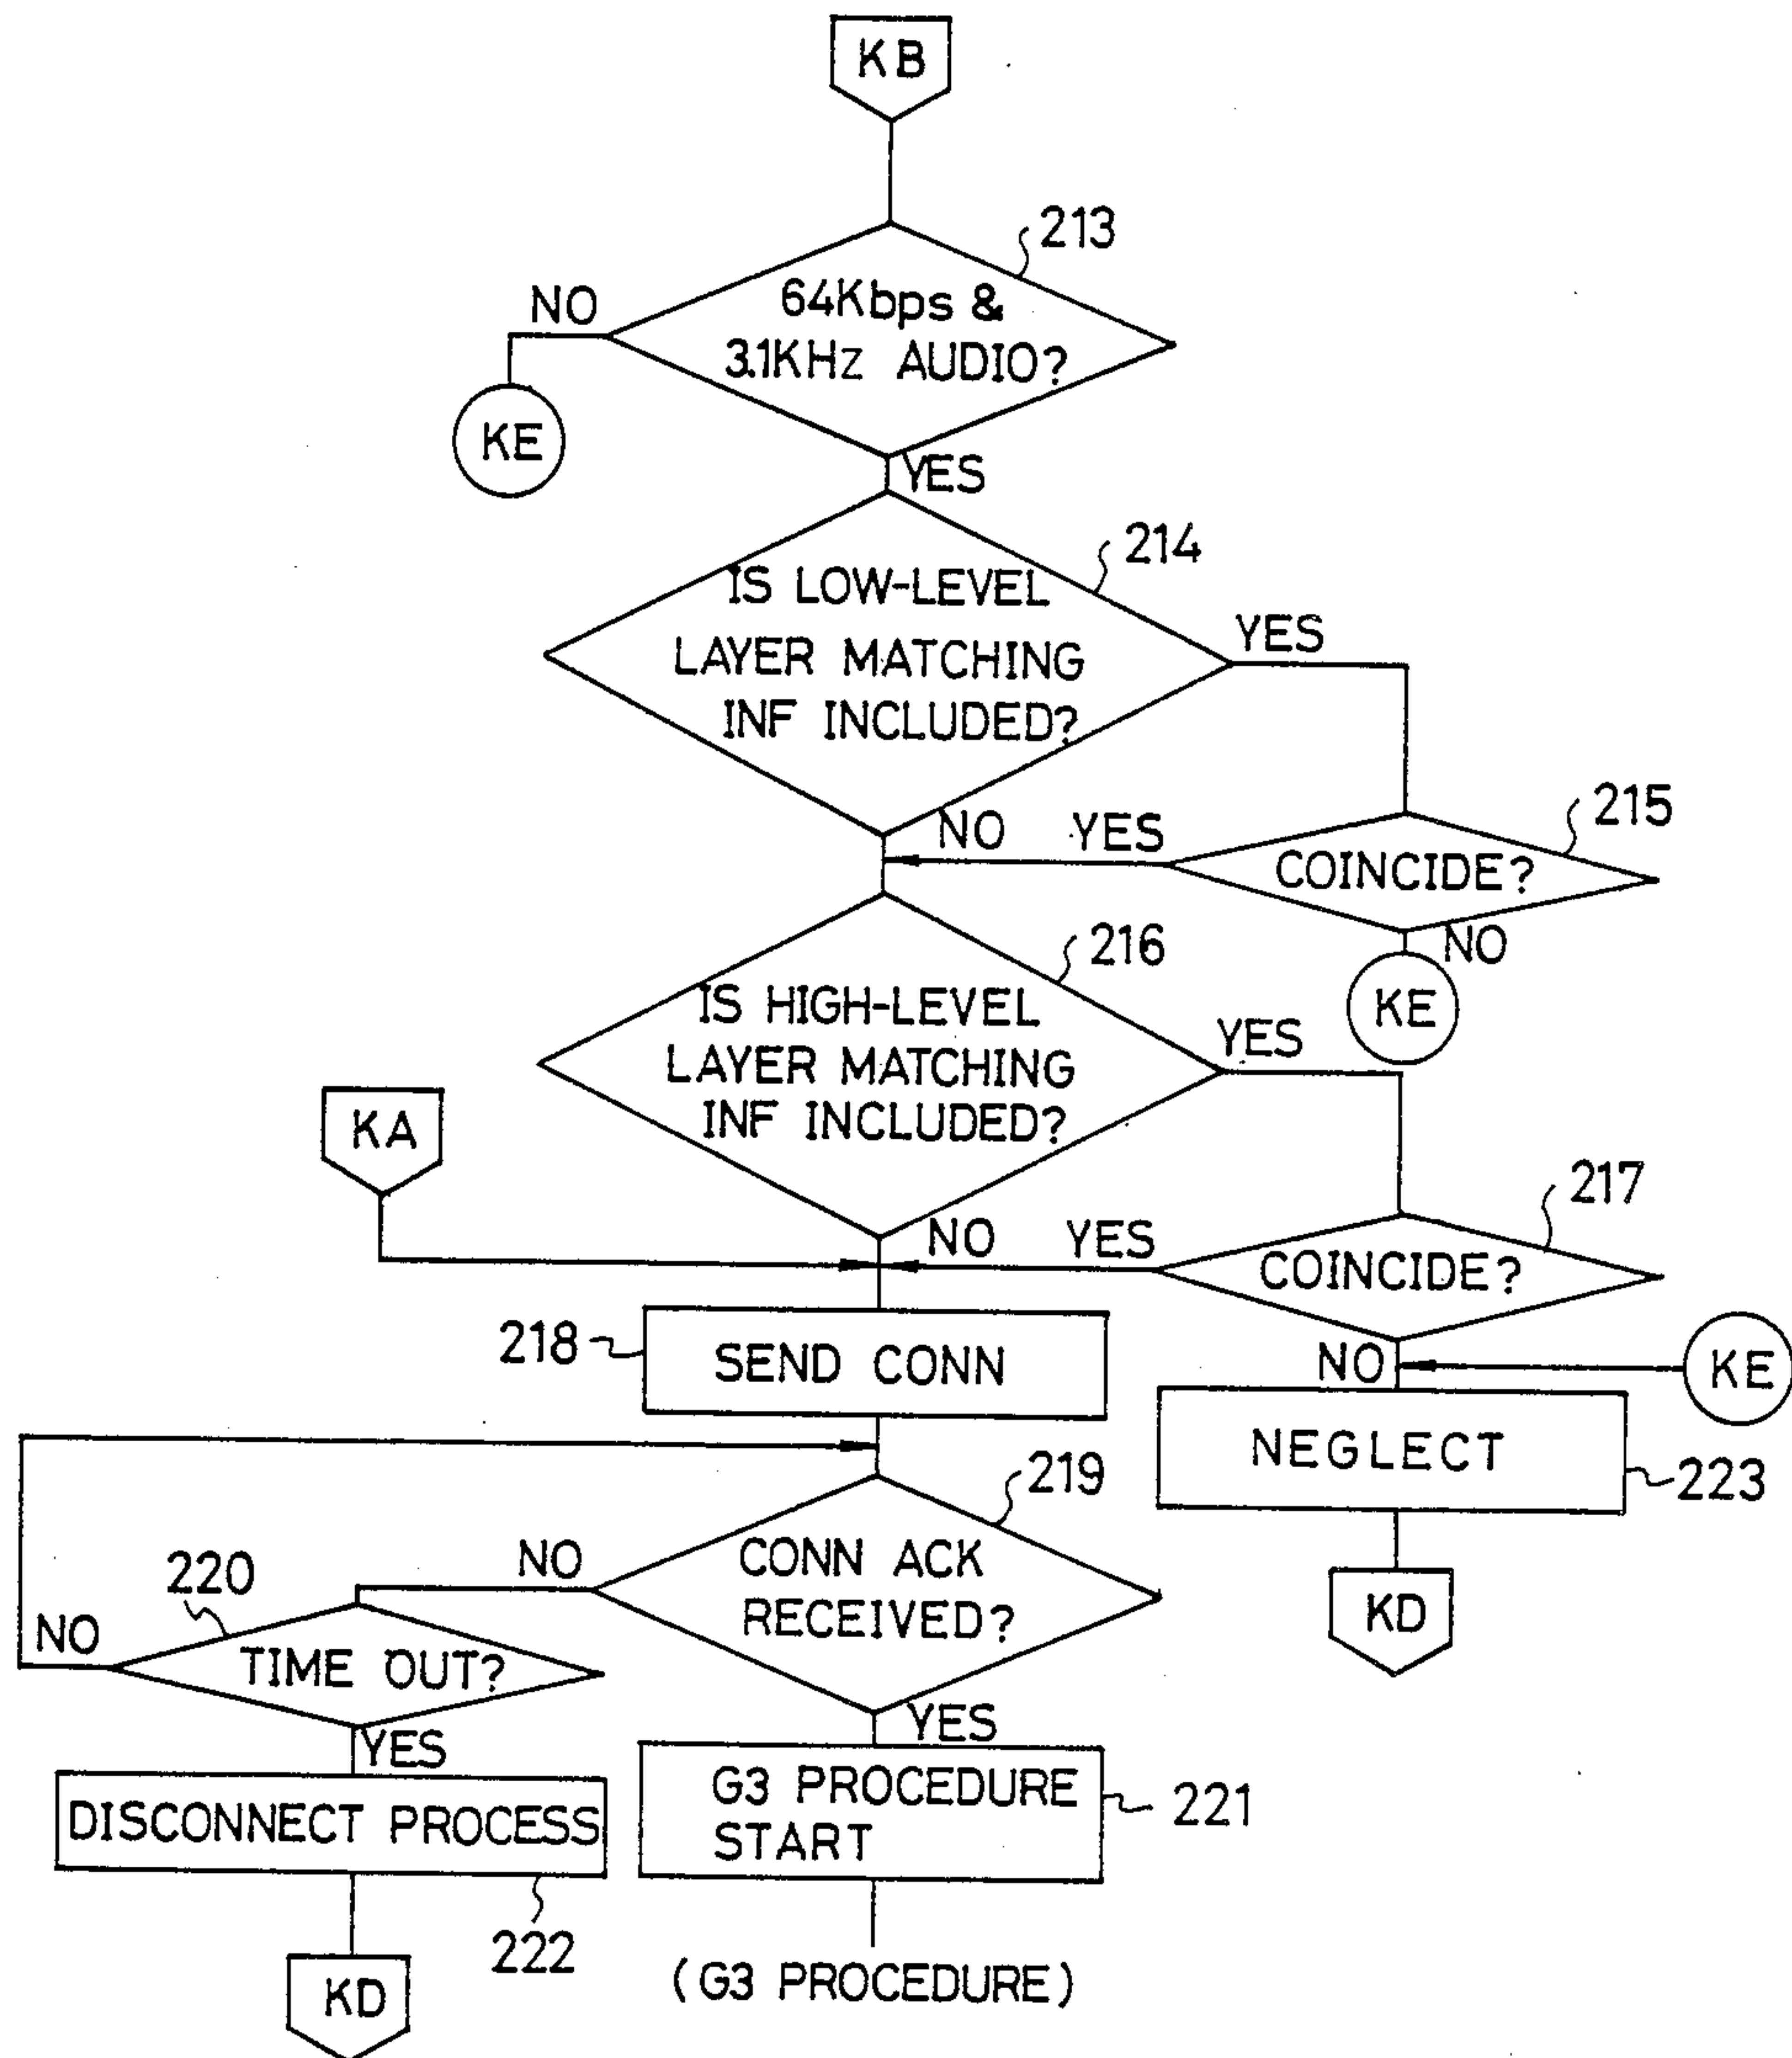 KB
213
64Kbps &
3.1KHz AUDIO?
NO
KE
YES
214
IS LOW-LEVEL
LAYER MATCHING
INF INCLUDED?
YES
215
NO
YES
COINCIDE?
NO
KE
216
IS HIGH-LEVEL
LAYER MATCHING
INF INCLUDED?
YES
KA
217
NO
YES
COINCIDE?
218
SEND CONN
NO
KE
NEGLECT
223
KD
219
CONN ACK
RECEIVED?
NO
220
NO
TIME OUT?
YES
YES
DISCONNECT PROCESS
222
KD
G3 PROCEDURE
START
221
(G3 PROCEDURE)